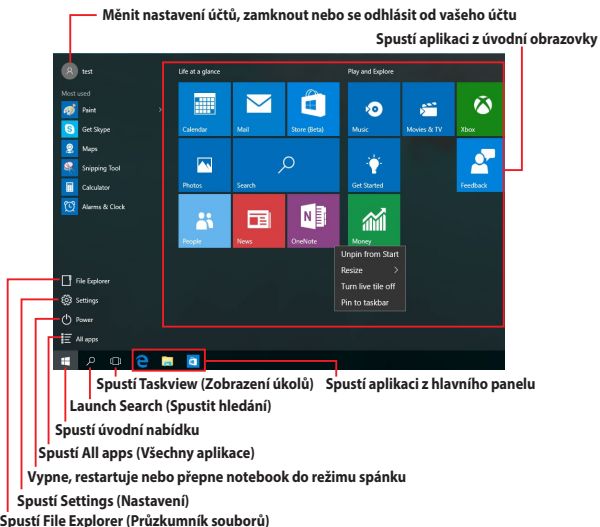 Měnit nastavení účtů, zamknout nebo se odhlásit od vašeho účtu
Spustí aplikaci z úvodní obrazovky
test
Most used
Paint
Get Skype
Maps
Snipping Tool
Calculator
Alarms & Clock
File Explorer
Settings
Power
All apps
Life at a glance
Play and Explore
Calendar
Mail
Store (Beta)
Music
Movies & TV
Xbox
Photos
Search
Get Started
Feedback
People
News
OneNote
Money
Unpin from Start
Resize
Turn live tile off
Pin to taskbar
Spustí Taskview (Zobrazení úkolů)
Spustí aplikaci z hlavního panelu
Launch Search (Spustit hledání)
Spustí úvodní nabídku
Spustí All apps (Všechny aplikace)
Vypne, restartuje nebo přepne notebook do režimu spánku
Spustí Settings (Nastavení)
Spustí File Explorer (Průzkumník souborů)